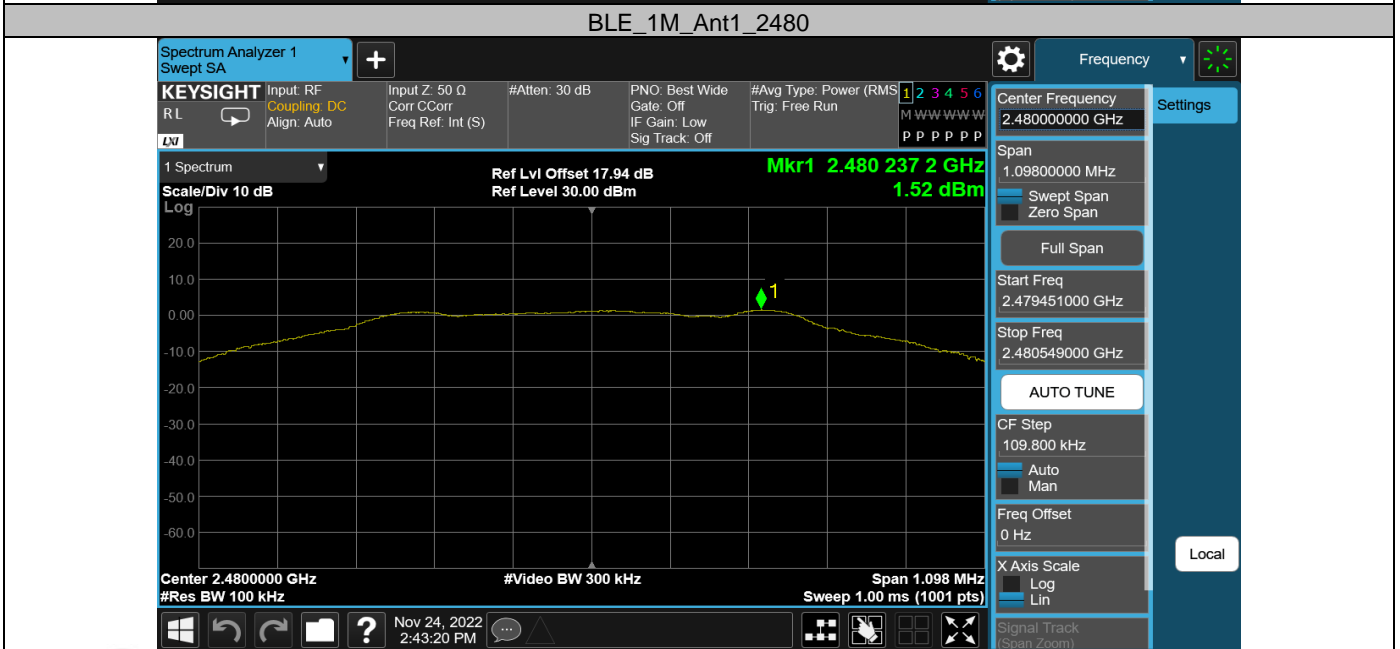 BLE_1M_Ant1_2480
Spectrum Analyzer 1
Swept SA
Frequency
KEYSIGHT
RL
LXI
Input: RF
Coupling: DC
Align: Auto
Input Z: 50 Ω
Corr CCorr
Freq Ref: Int (S)
#Atten: 30 dB
PNO: Best Wide
Gate: Off
IF Gain: Low
Sig Track: Off
#Avg Type: Power (RMS
Trig: Free Run
1 2 3 4 5 6
M W W W W W
P P P P P P
1 Spectrum
Scale/Div 10 dB
Log
Ref Lvl Offset 17.94 dB
Ref Level 30.00 dBm
Mkr1 2.480 237 2 GHz
1.52 dBm
20.0
10.0
0.00
-10.0
-20.0
-30.0
-40.0
-50.0
-60.0
1
Center 2.4800000 GHz
#Res BW 100 kHz
#Video BW 300 kHz
Span 1.098 MHz
Sweep 1.00 ms (1001 pts)
Nov 24, 2022
2:43:20 PM
Center Frequency
2.480000000 GHz
Settings
Span
1.09800000 MHz
Swept Span
Zero Span
Full Span
Start Freq
2.479451000 GHz
Stop Freq
2.480549000 GHz
AUTO TUNE
CF Step
109.800 kHz
Auto
Man
Freq Offset
0 Hz
Local
X Axis Scale
Log
Lin
Signal Track
(Span Zoom)